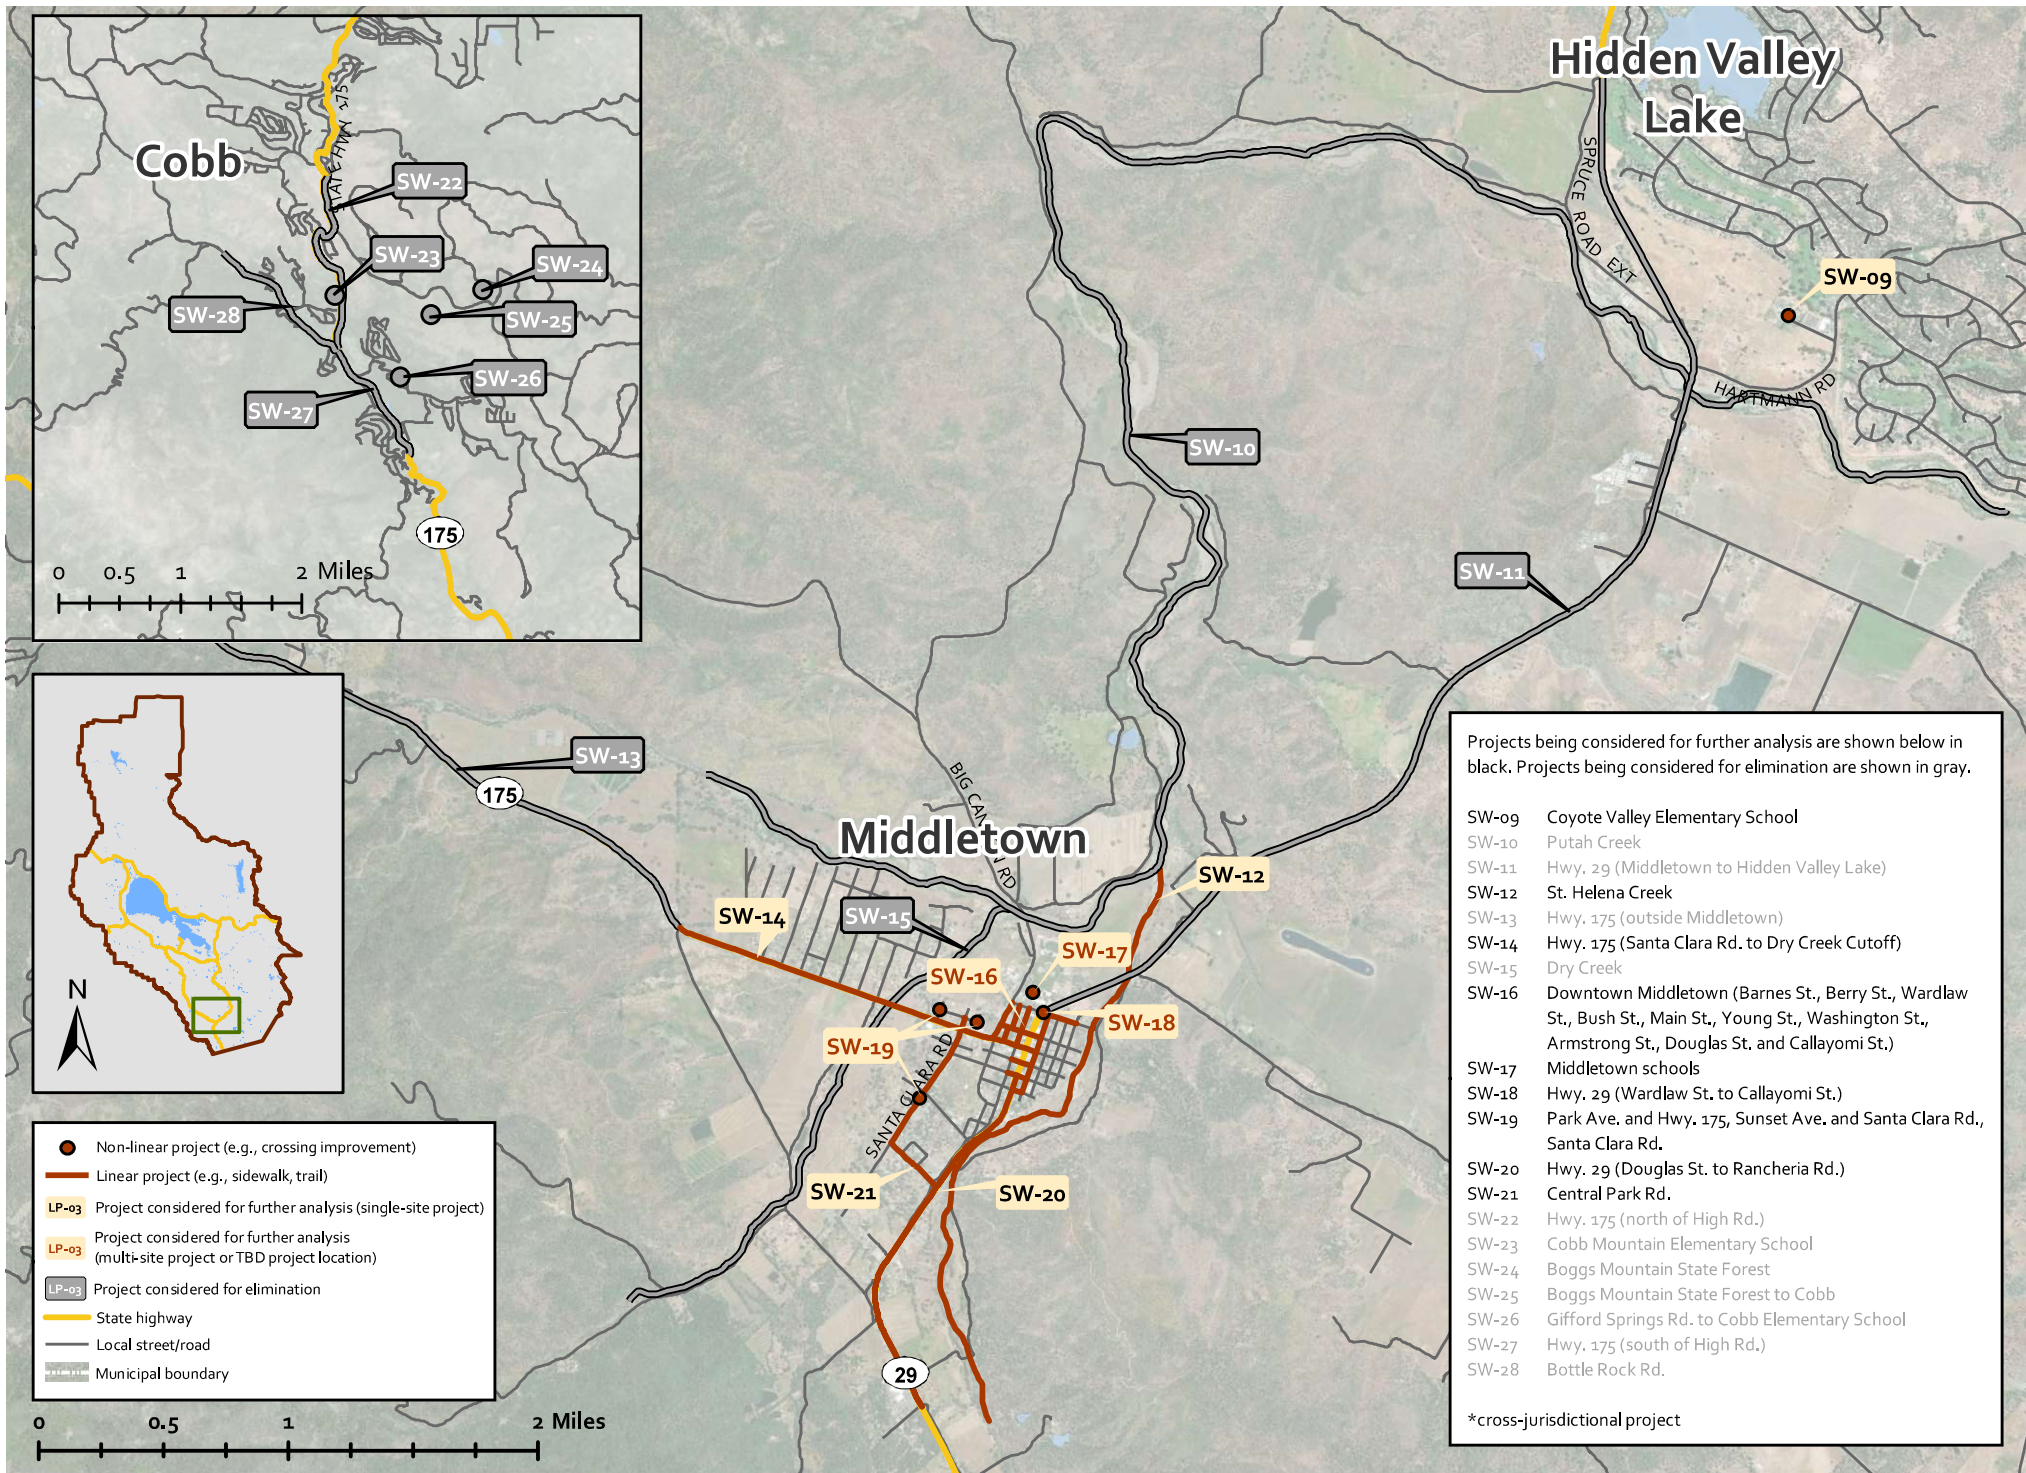 Cobb
STATE HWY 175
SW-22
SW-23
SW-24
SW-28
SW-25
SW-26
SW-27
175
0 0.5 1 2 Miles
Hidden Valley
Lake
SPRUCE ROAD EXT
SW-09
HARTMANN RD
SW-10
SW-11
SW-13
175
BIG CANYON RD
Middletown
SW-12
SW-14
SW-15
SW-17
SW-16
SW-18
SW-19
SANTA CLARA RD
SW-21
SW-20
29
N
Non-linear project (e.g., crossing improvement)
Linear project (e.g., sidewalk, trail)
LP-03 Project considered for further analysis (single-site project)
LP-03 Project considered for further analysis
(multi-site project or TBD project location)
LP-03 Project considered for elimination
State highway
Local street/road
Municipal boundary
0 0.5 1 2 Miles
Projects being considered for further analysis are shown below in
black. Projects being considered for elimination are shown in gray.
SW-09 Coyote Valley Elementary School
SW-10 Putah Creek
SW-11 Hwy. 29 (Middletown to Hidden Valley Lake)
SW-12 St. Helena Creek
SW-13 Hwy. 175 (outside Middletown)
SW-14 Hwy. 175 (Santa Clara Rd. to Dry Creek Cutoff)
SW-15 Dry Creek
SW-16 Downtown Middletown (Barnes St., Berry St., Wardlaw
St., Bush St., Main St., Young St., Washington St.,
Armstrong St., Douglas St. and Callayomi St.)
SW-17 Middletown schools
SW-18 Hwy. 29 (Wardlaw St. to Callayomi St.)
SW-19 Park Ave. and Hwy. 175, Sunset Ave. and Santa Clara Rd.,
Santa Clara Rd.
SW-20 Hwy. 29 (Douglas St. to Rancheria Rd.)
SW-21 Central Park Rd.
SW-22 Hwy. 175 (north of High Rd.)
SW-23 Cobb Mountain Elementary School
SW-24 Boggs Mountain State Forest
SW-25 Boggs Mountain State Forest to Cobb
SW-26 Gifford Springs Rd. to Cobb Elementary School
SW-27 Hwy. 175 (south of High Rd.)
SW-28 Bottle Rock Rd.
*cross-jurisdictional project